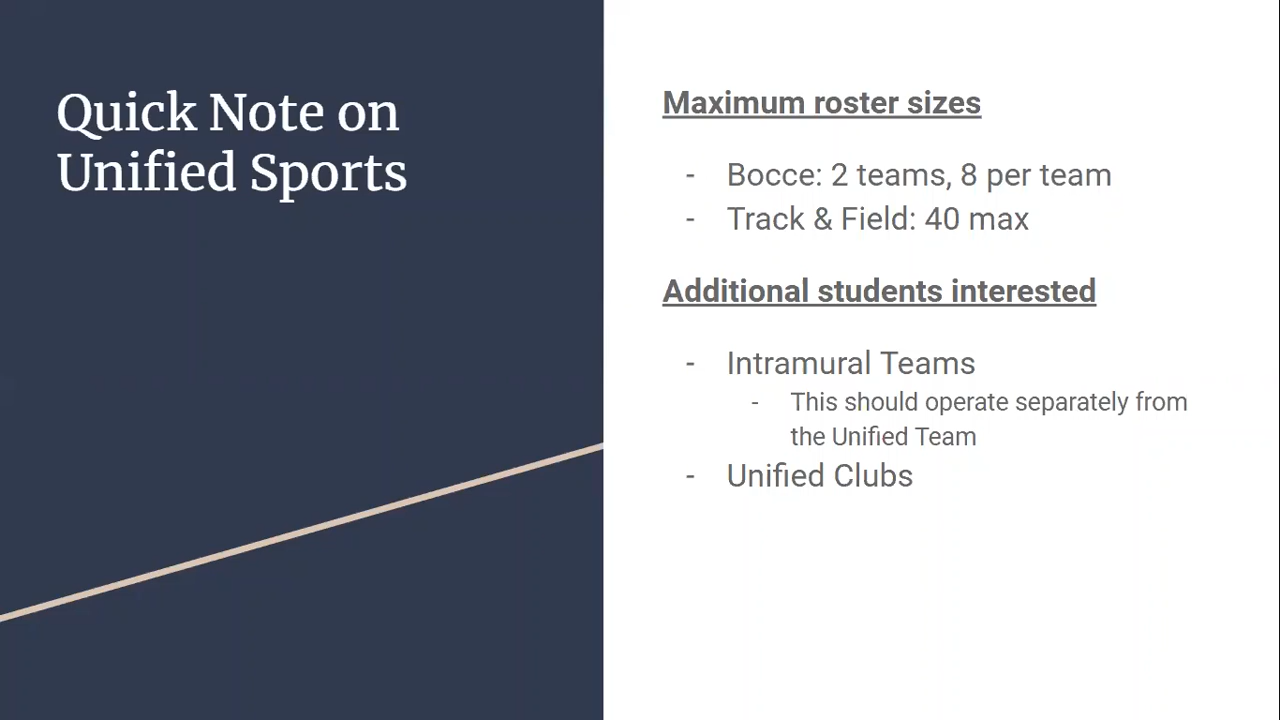 Quick Note on
Unified Sports
Maximum roster sizes
- Bocce: 2 teams, 8 per team
- Track & Field: 40 max
Additional students interested
- Intramural Teams
- This should operate separately from
the Unified Team
- Unified Clubs